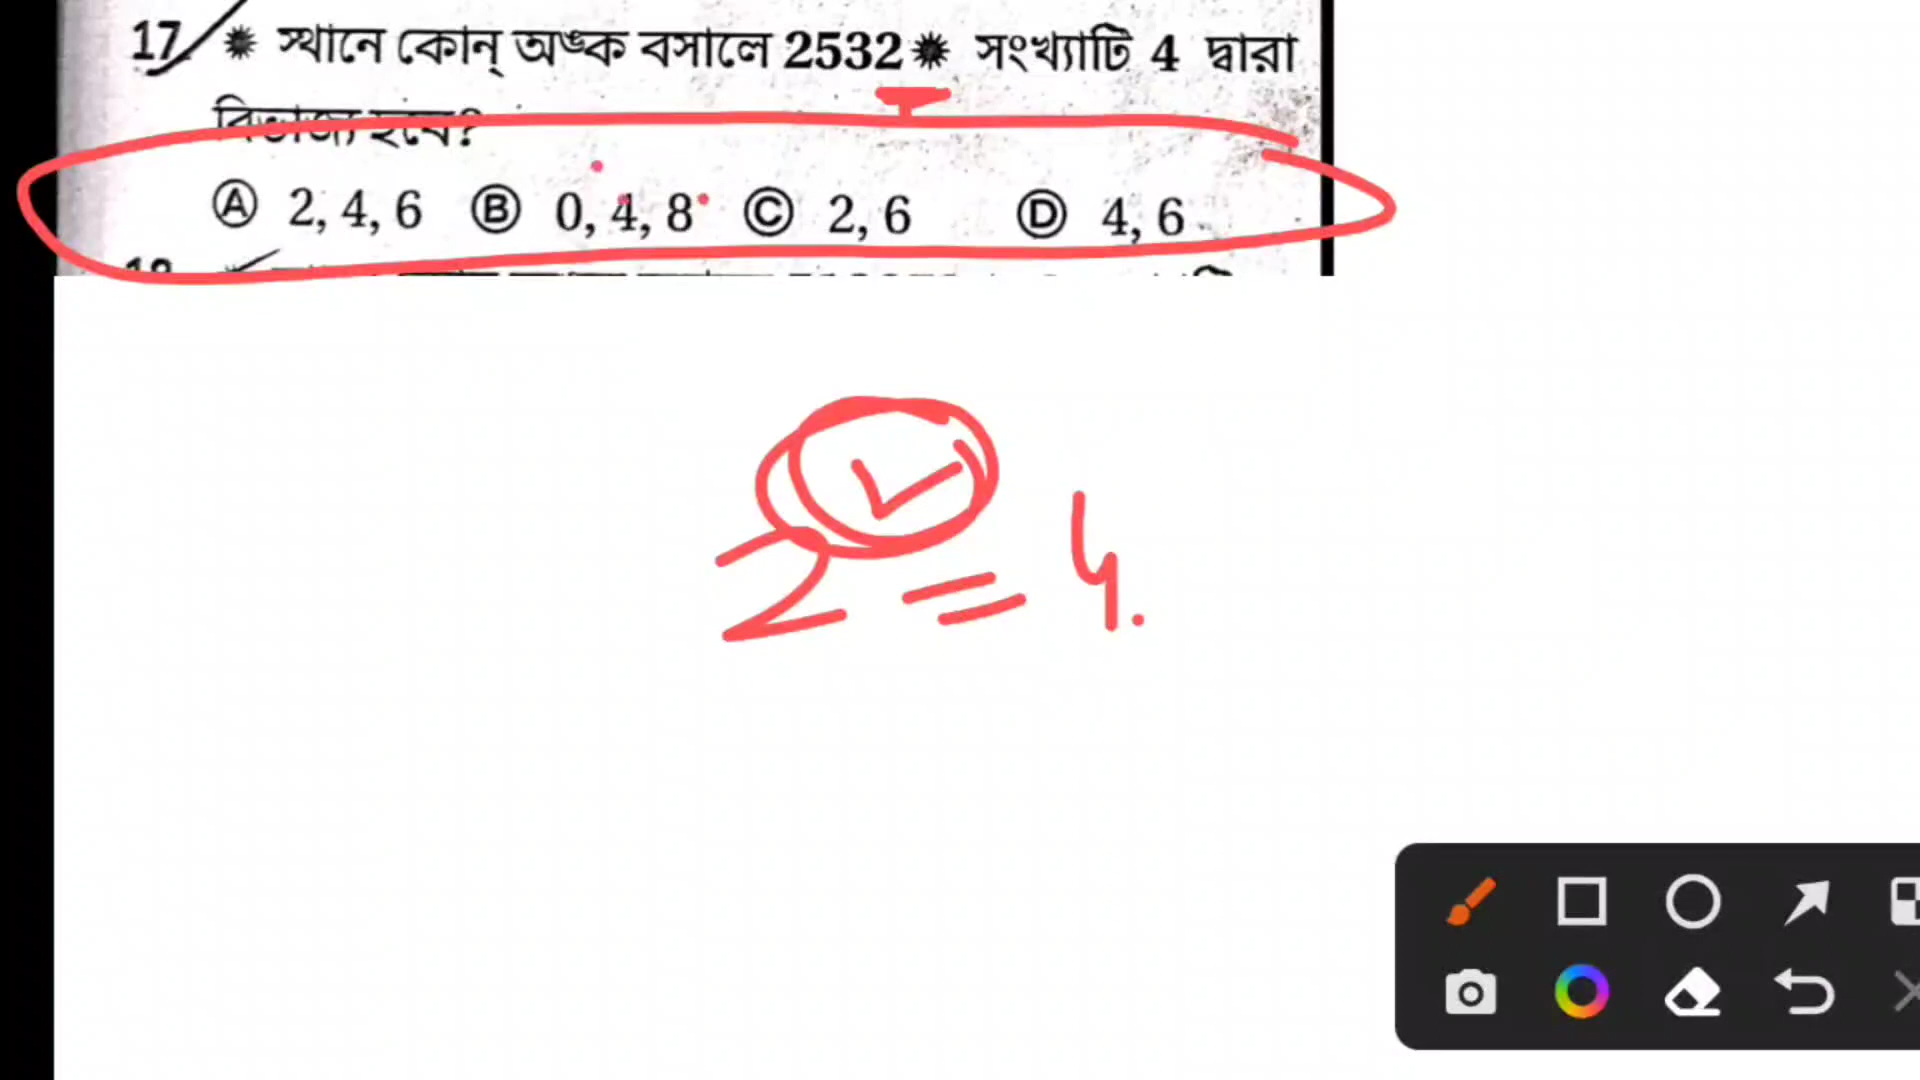 17 ✹ স্থানে কোন্ অঙ্ক বসালে 2532✹ সংখ্যাটি 4 দ্বারা
বিভাজ্য হবে?
Ⓐ 2, 4, 6 Ⓑ 0, 4, 8 Ⓒ 2, 6 Ⓓ 4, 6
2 = 4.